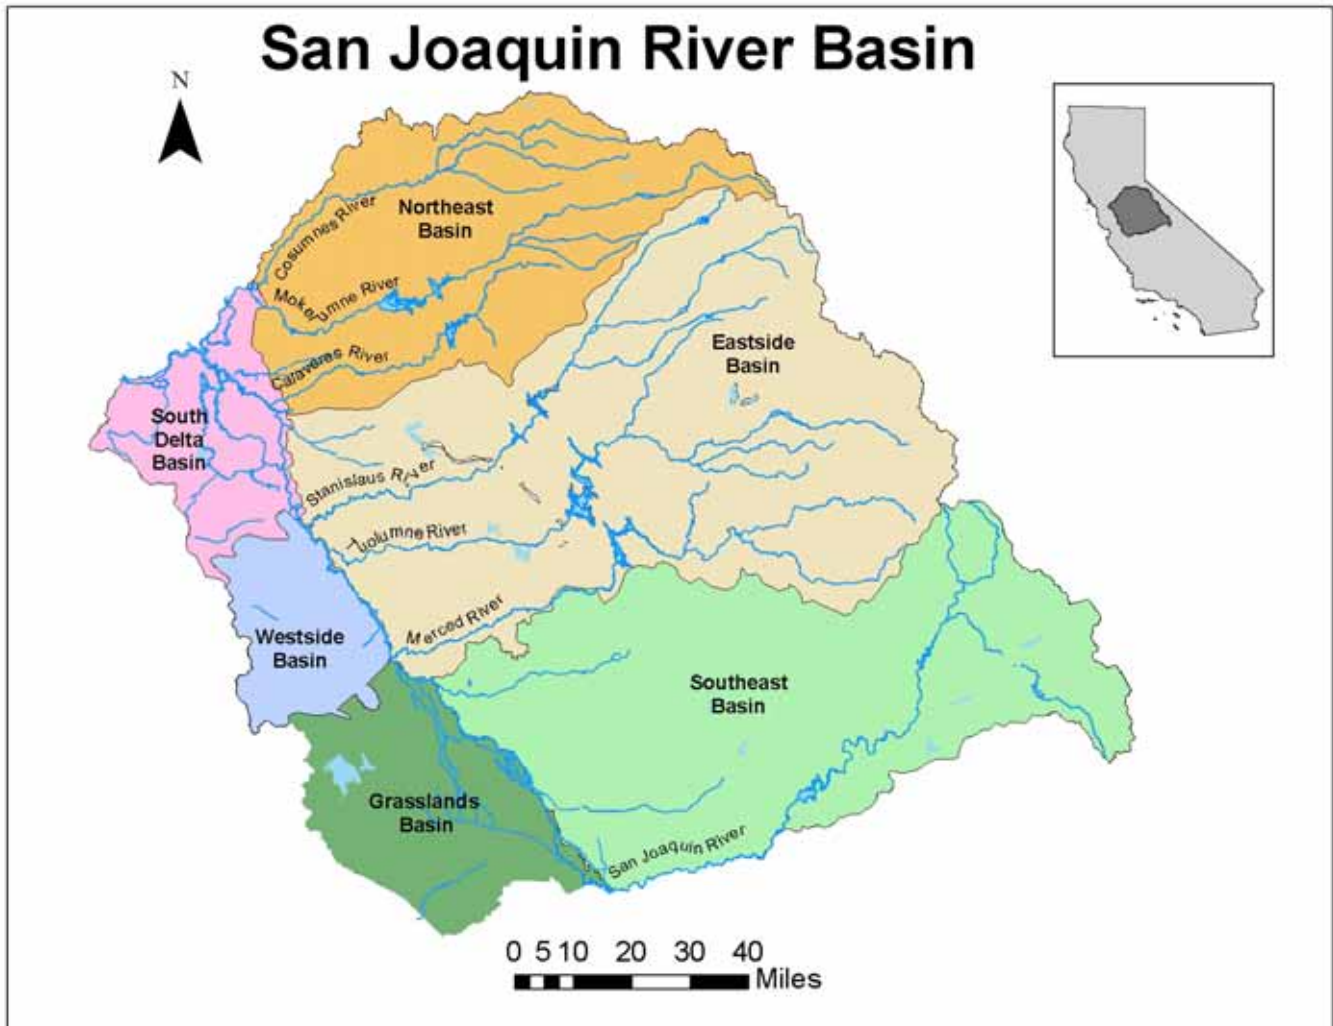 San Joaquin River Basin
N
Northeast
Basin
Cosumnes River
Mokelumne River
Calaveras River
Eastside
Basin
South
Delta
Basin
Stanislaus River
Tuolumne River
Merced River
Westside
Basin
Southeast
Basin
Grasslands
Basin
San Joaquin River
0 5 10 20 30 40
Miles